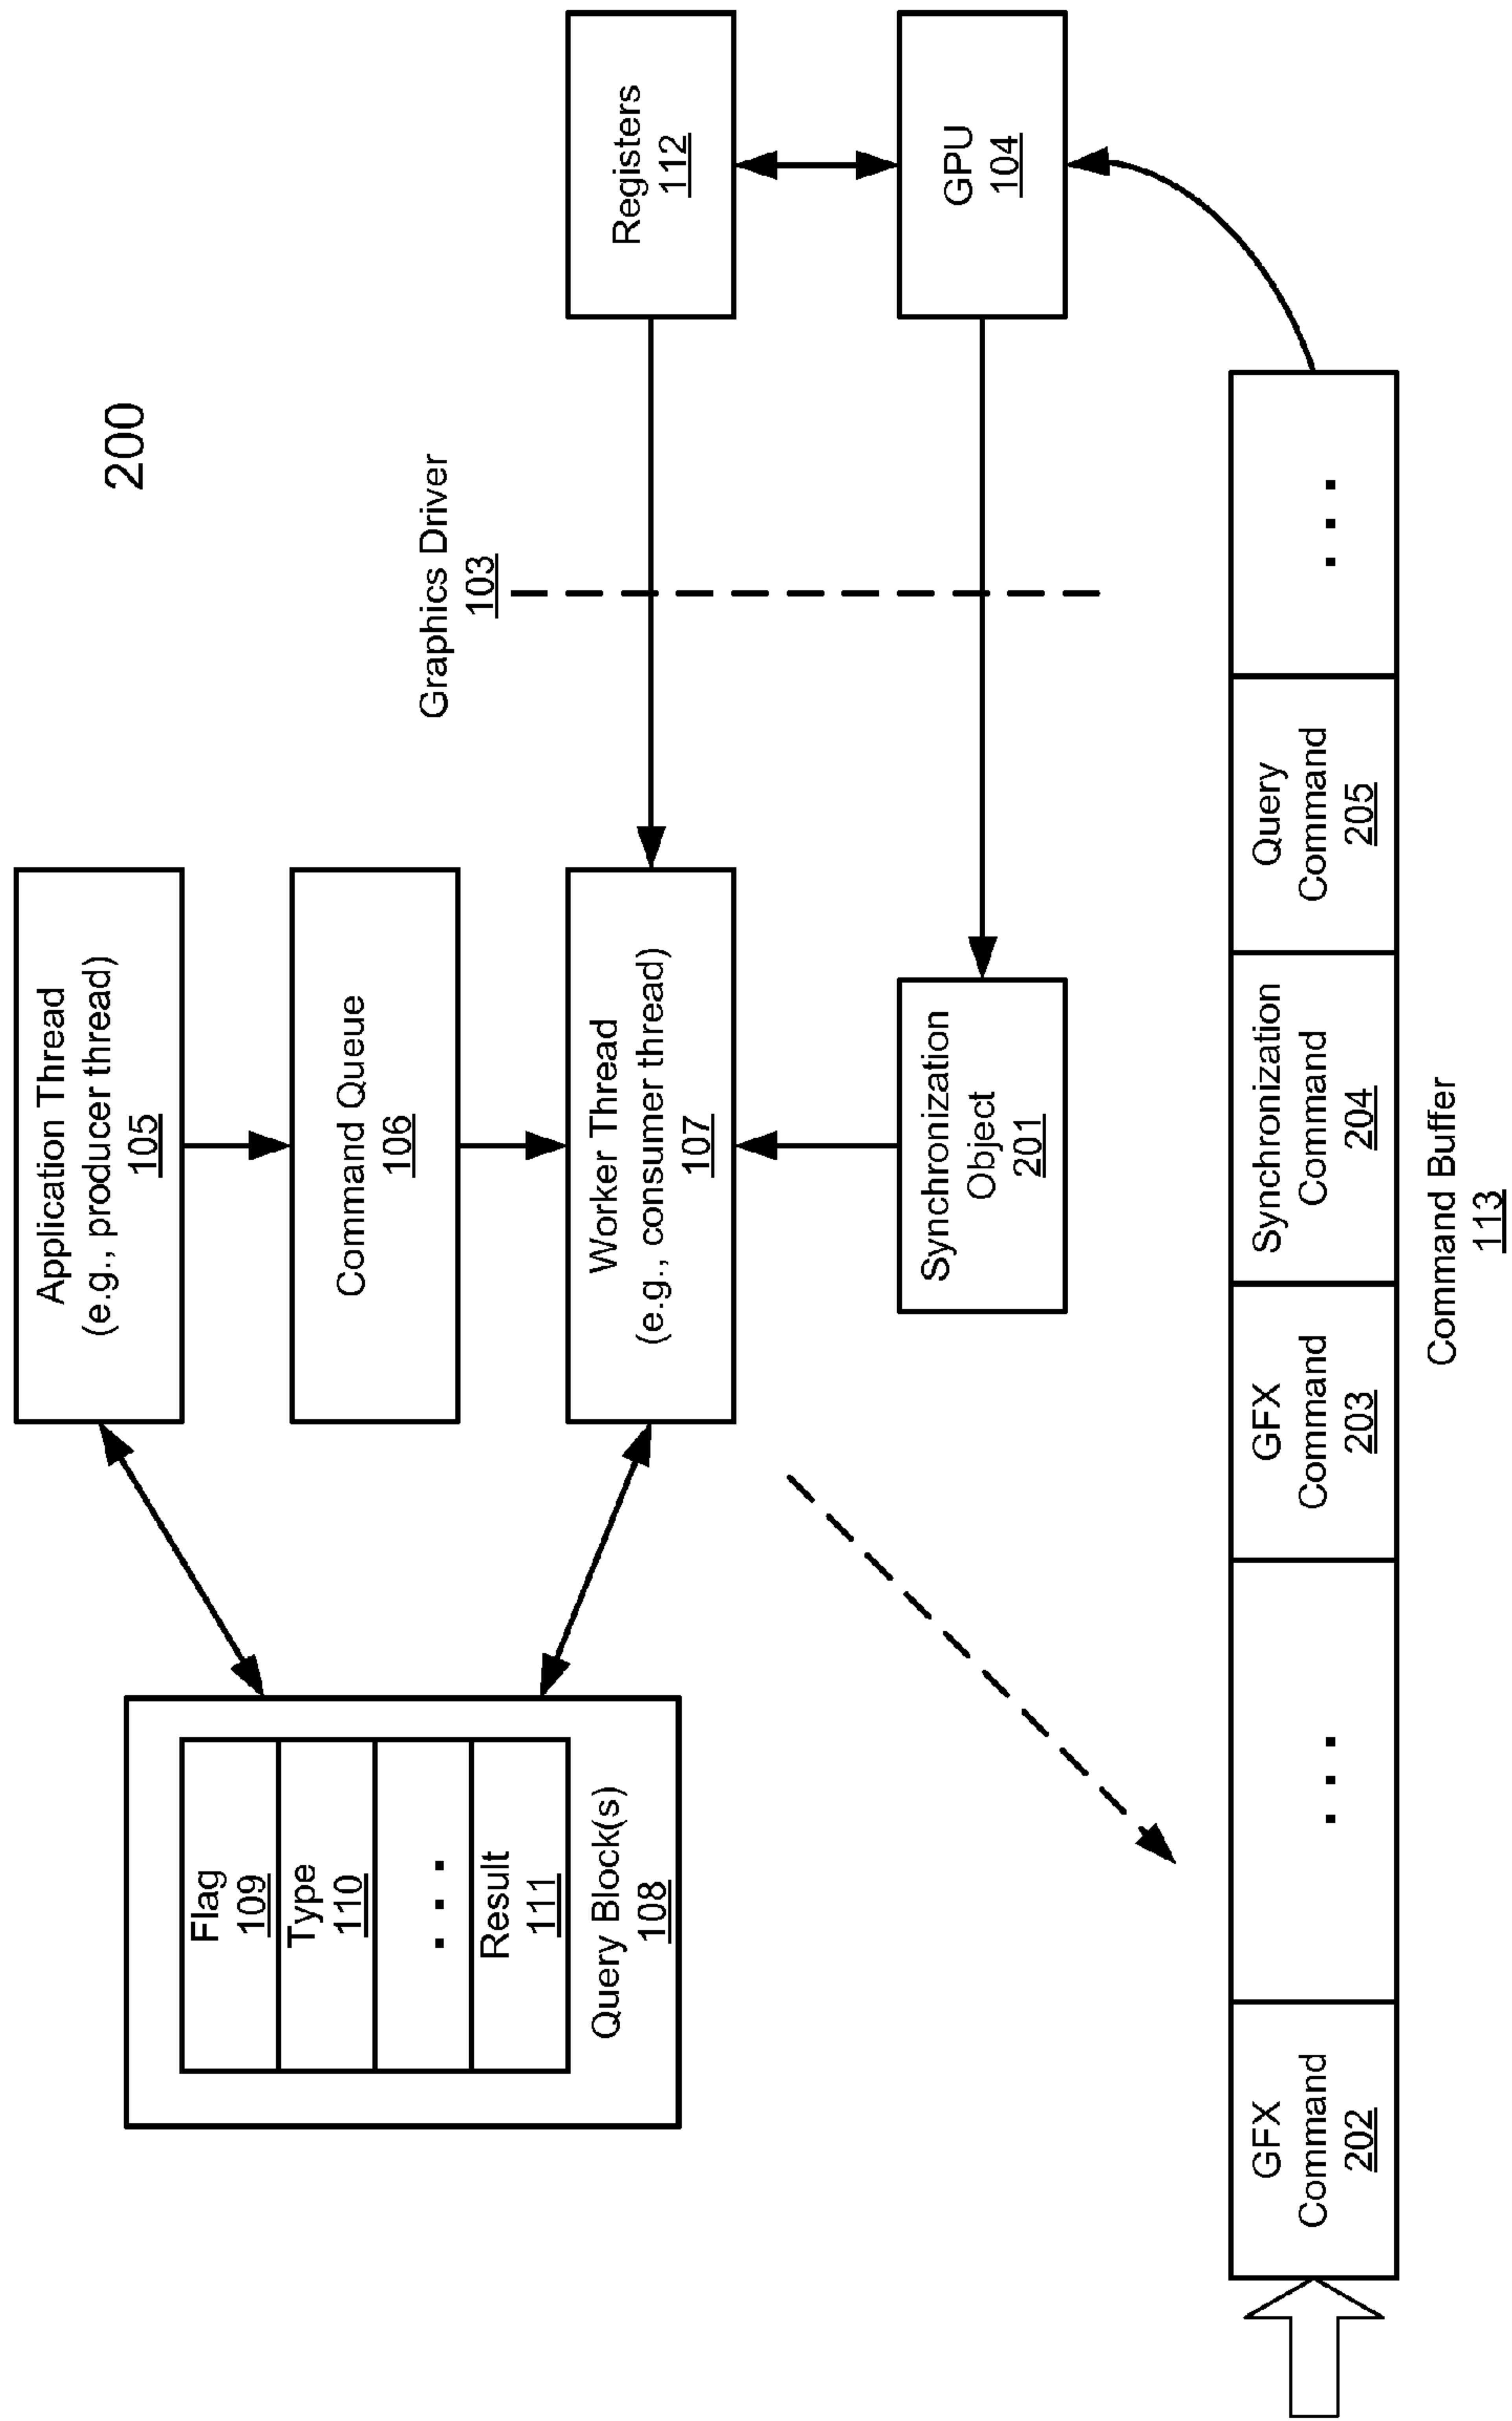 200
Application Thread
(e.g., producer thread)
105
Command Queue
106
Worker Thread
(e.g., consumer thread)
107
Flag
109
Type
110
. . .
Result
111
Query Block(s)
108
Graphics Driver
103
Registers
112
GPU
104
Synchronization
Object
201
GFX
Command
202
. . .
GFX
Command
203
Synchronization
Command
204
Query
Command
205
. . .
Command Buffer
113